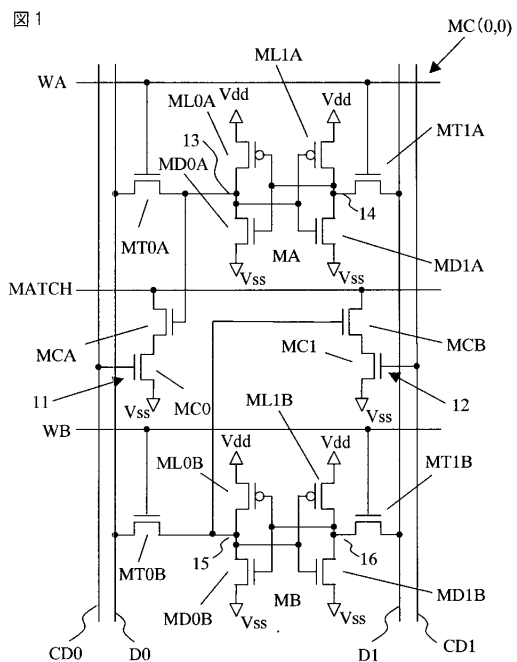 図1
MC(0,0)
WA
ML0A
ML1A
Vdd
Vdd
MT1A
13
MD0A
14
MT0A
MA
Vss
Vss
MD1A
MATCH
MCA
MC1
MCB
11
MC0
12
Vss
Vss
ML1B
WB
Vdd
Vdd
ML0B
MT1B
15
16
MT0B
MD0B
MB
MD1B
Vss
Vss
CD0
D0
D1
CD1